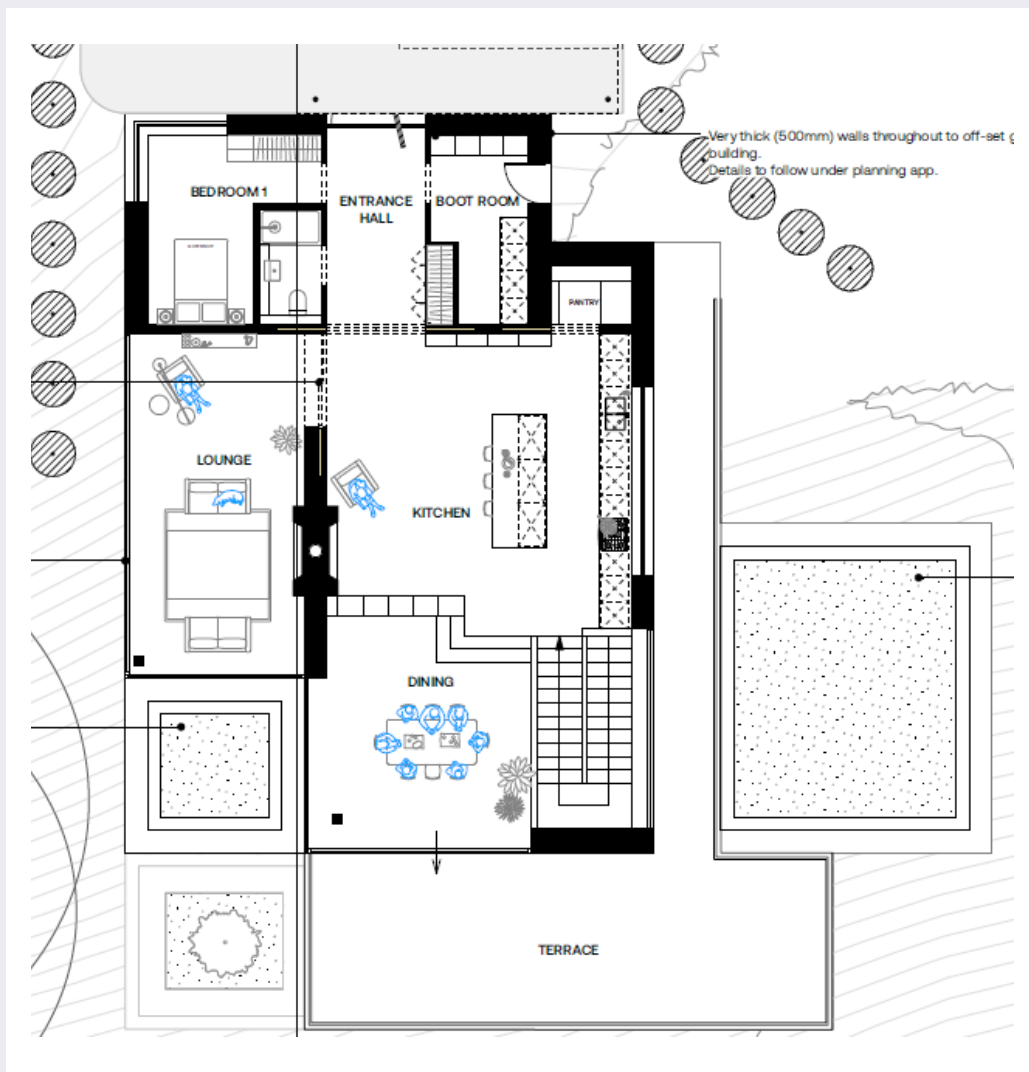 Very thick (500mm) walls throughout to off-set g
building.
Details to follow under planning app.
BEDROOM 1
ENTRANCE
HALL
BOOT ROOM
PANTRY
LOUNGE
KITCHEN
DINING
TERRACE